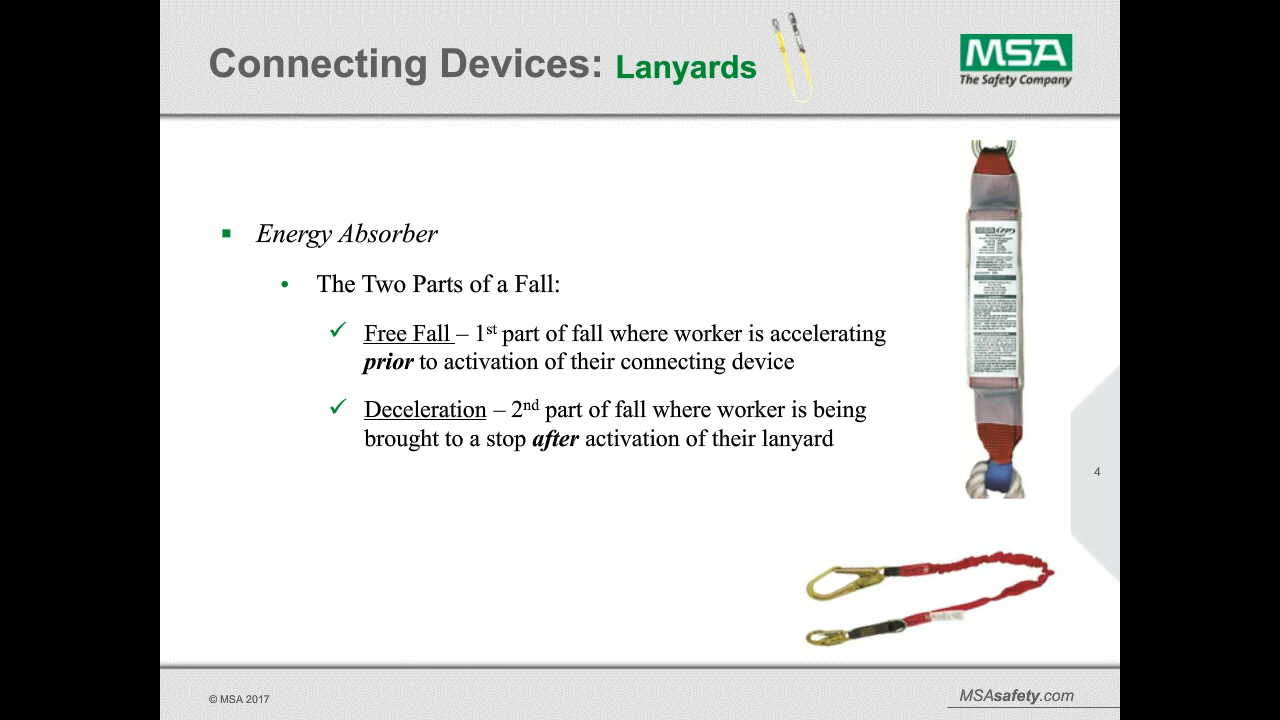 Connecting Devices: Lanyards
MSA
The Safety Company
▪ Energy Absorber
• The Two Parts of a Fall:
✓ Free Fall – 1st part of fall where worker is accelerating
prior to activation of their connecting device
✓ Deceleration – 2nd part of fall where worker is being
brought to a stop after activation of their lanyard
4
© MSA 2017
MSAsafety.com